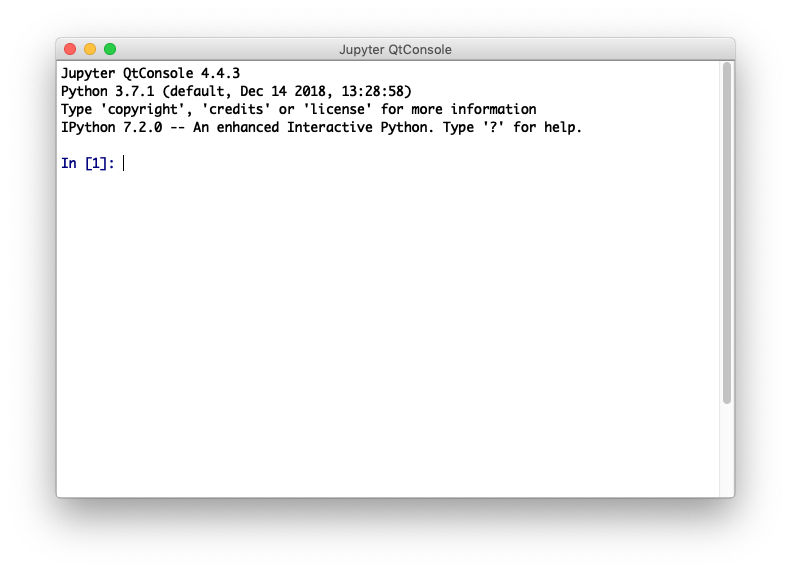 Jupyter QtConsole
Jupyter QtConsole 4.4.3
Python 3.7.1 (default, Dec 14 2018, 13:28:58)
Type 'copyright', 'credits' or 'license' for more information
IPython 7.2.0 -- An enhanced Interactive Python. Type '?' for help.
In [1]: